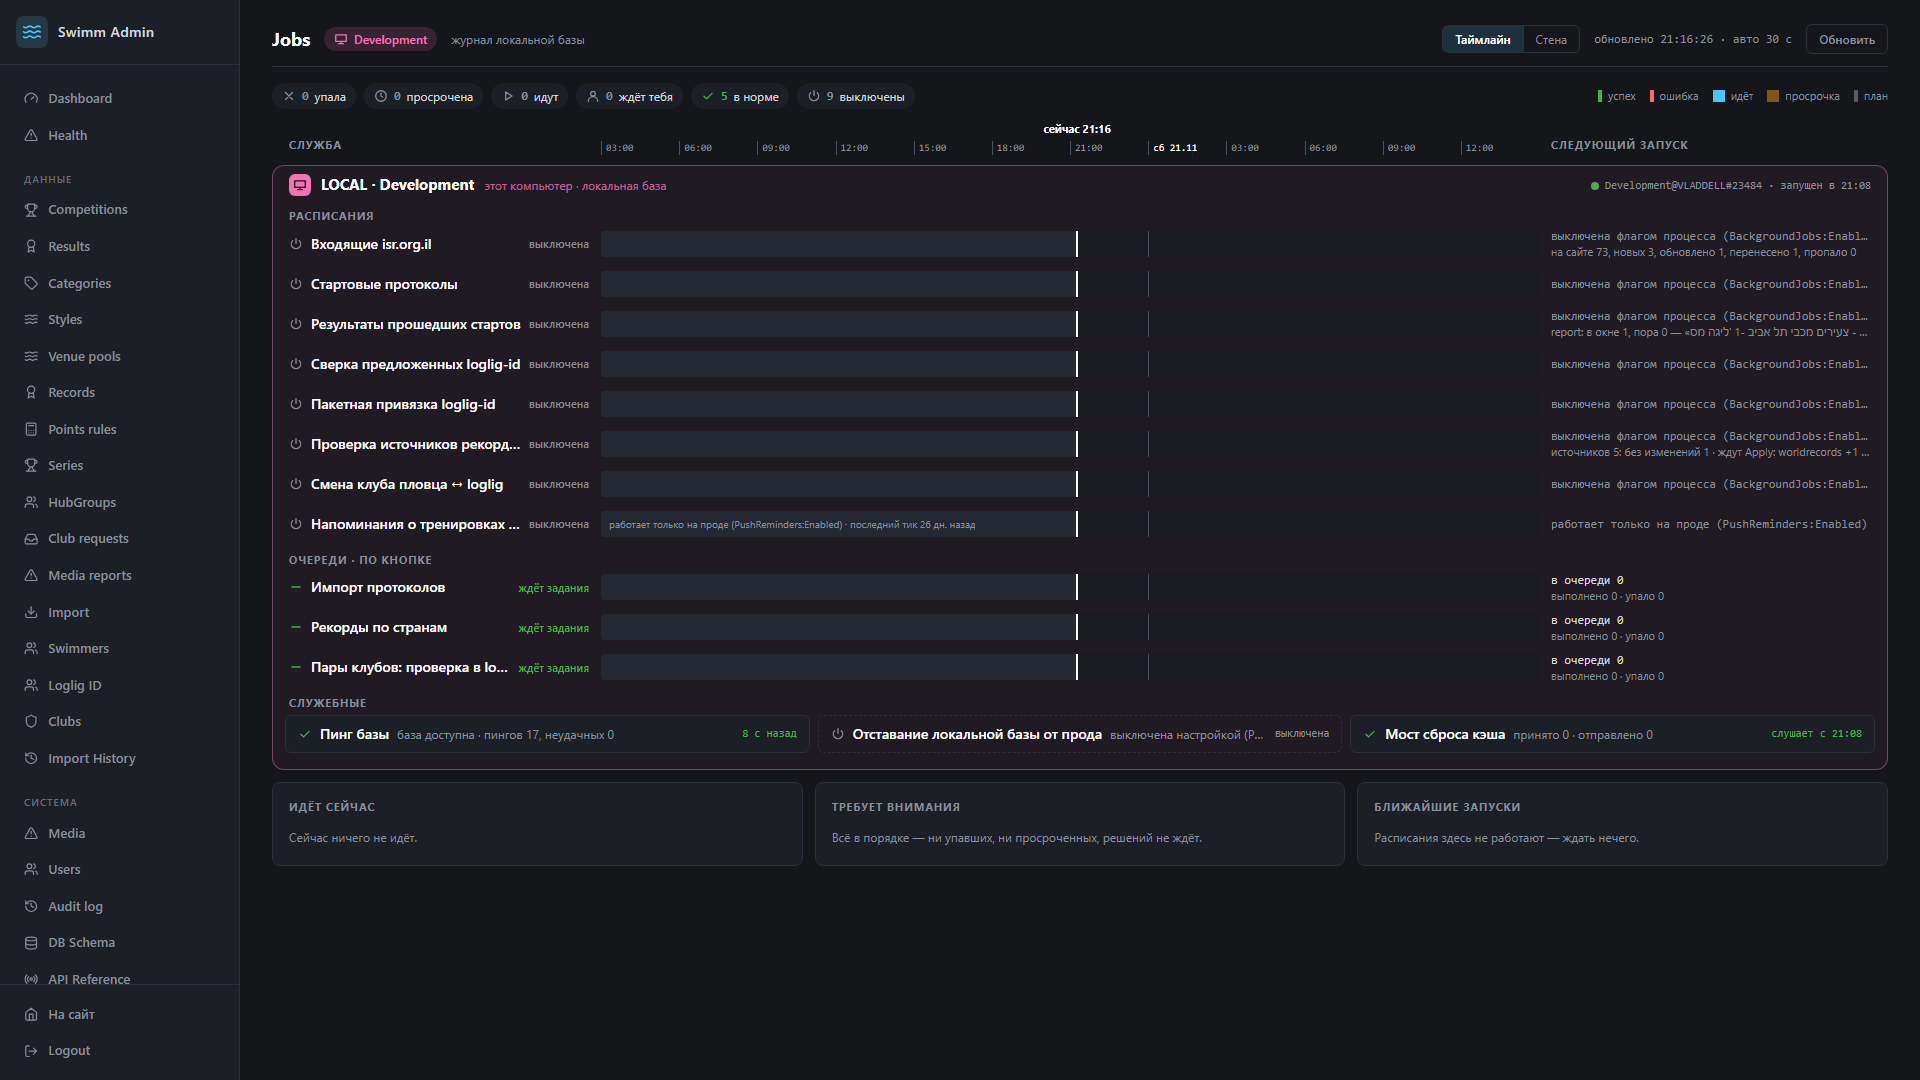 Swimm Admin
Dashboard
Health
ДАННЫЕ
Competitions
Results
Categories
Styles
Venue pools
Records
Points rules
Series
HubGroups
Club requests
Media reports
Import
Swimmers
Loglig ID
Clubs
Import History
СИСТЕМА
Media
Users
Audit log
DB Schema
API Reference
На сайт
Logout
Jobs Development журнал локальной базы
Таймлайн Стена обновлено 21:16:26 · авто 30 с Обновить
0 упала 0 просрочена 0 идут 0 ждёт тебя 5 в норме 9 выключены
успех ошибка идёт просрочка план
сейчас 21:16
СЛУЖБА 03:00 06:00 09:00 12:00 15:00 18:00 21:00 сб 21.11 03:00 06:00 09:00 12:00 СЛЕДУЮЩИЙ ЗАПУСК
LOCAL · Development этот компьютер · локальная база Development@VLADDELL#23484 · запущен в 21:08
РАСПИСАНИЯ
Входящие isr.org.il выключена выключена флагом процесса (BackgroundJobs:Enabl…
на сайте 73, новых 3, обновлено 1, перенесено 1, пропало 0
Стартовые протоколы выключена выключена флагом процесса (BackgroundJobs:Enabl…
Результаты прошедших стартов выключена выключена флагом процесса (BackgroundJobs:Enabl…
report: в окне 1, пора 0 — «ליגה מס' 1- צעירים מכבי תל אביב - …
Сверка предложенных loglig-id выключена выключена флагом процесса (BackgroundJobs:Enabl…
Пакетная привязка loglig-id выключена выключена флагом процесса (BackgroundJobs:Enabl…
Проверка источников рекорд… выключена выключена флагом процесса (BackgroundJobs:Enabl…
источников 5: без изменений 1 · ждут Apply: worldrecords +1 …
Смена клуба пловца ↔ loglig выключена выключена флагом процесса (BackgroundJobs:Enabl…
Напоминания о тренировках … выключена работает только на проде (PushReminders:Enabled) · последний тик 26 дн. назад работает только на проде (PushReminders:Enabled)
ОЧЕРЕДИ · ПО КНОПКЕ
Импорт протоколов ждёт задания в очереди 0
выполнено 0 · упало 0
Рекорды по странам ждёт задания в очереди 0
выполнено 0 · упало 0
Пары клубов: проверка в lo… ждёт задания в очереди 0
выполнено 0 · упало 0
СЛУЖЕБНЫЕ
Пинг базы база доступна · пингов 17, неудачных 0 8 с назад
Отставание локальной базы от прода выключена настройкой (P… выключена
Мост сброса кэша принято 0 · отправлено 0 слушает с 21:08
ИДЁТ СЕЙЧАС
Сейчас ничего не идёт.
ТРЕБУЕТ ВНИМАНИЯ
Всё в порядке — ни упавших, ни просроченных, решений не ждёт.
БЛИЖАЙШИЕ ЗАПУСКИ
Расписания здесь не работают — ждать нечего.